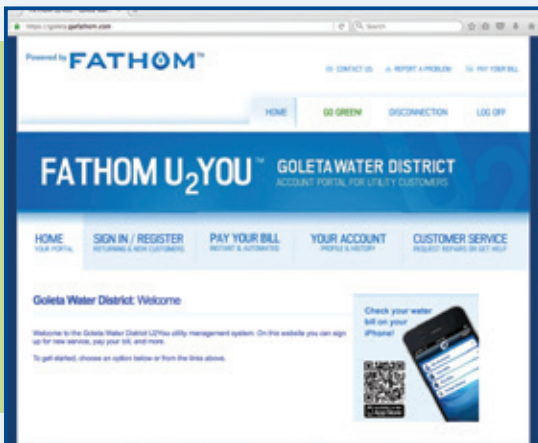 https://goleta.gwfathom.com
Search
Powered by FATHOM™
CONTACT US REPORT A PROBLEM PAY YOUR BILL
HOME GO GREEN! DISCONNECTION LOG OFF
FATHOM U2YOU™ GOLETA WATER DISTRICT
ACCOUNT PORTAL FOR UTILITY CUSTOMERS
HOME SIGN IN / REGISTER PAY YOUR BILL YOUR ACCOUNT CUSTOMER SERVICE
YOUR PORTAL RETURNING & NEW CUSTOMERS INSTANT & AUTOMATED PROFILE & HISTORY REQUEST REPAIRS OR GET HELP
Goleta Water District: Welcome
Welcome to the Goleta Water District U2You utility management system. On this website you can sign
up for new service, pay your bill, and more.
To get started, choose an option below or from the links above.
Check your water
bill on your
iPhone!
App Store